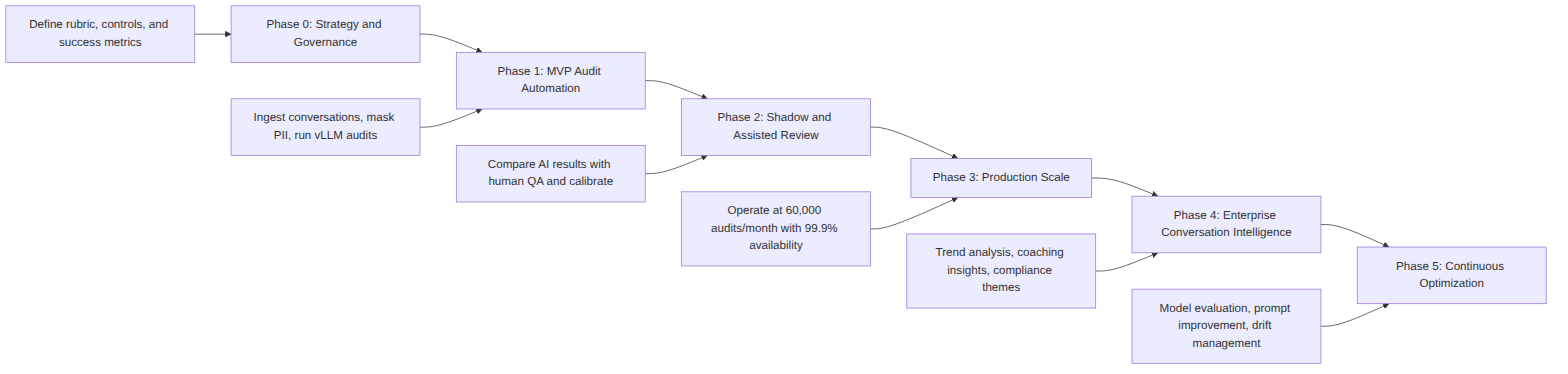 Define rubric, controls, and
success metrics
Phase 0: Strategy and
Governance
Ingest conversations, mask
PII, run vLLM audits
Phase 1: MVP Audit
Automation
Compare AI results with
human QA and calibrate
Phase 2: Shadow and
Assisted Review
Operate at 60,000
audits/month with 99.9%
availability
Phase 3: Production Scale
Trend analysis, coaching
insights, compliance
themes
Phase 4: Enterprise
Conversation Intelligence
Model evaluation, prompt
improvement, drift
management
Phase 5: Continuous
Optimization